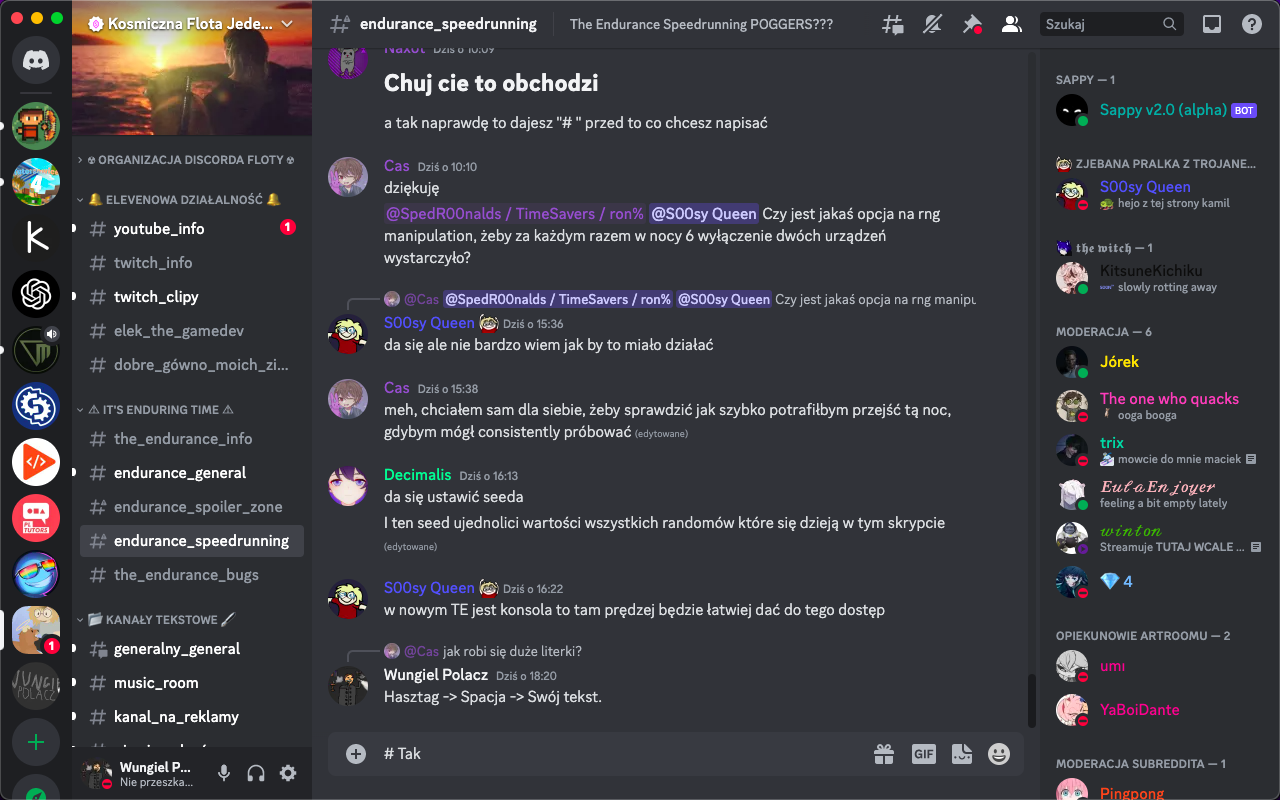 Kosmiczna Flota Jede...
ORGANIZACJA DISCORDA FLOTY
ELEVENOWA DZIAŁALNOŚĆ
youtube_info
1
twitch_info
twitch_clipy
elek_the_gamedev
dobre_gówno_moich_zi...
IT'S ENDURING TIME
the_endurance_info
endurance_general
endurance_spoiler_zone
endurance_speedrunning
the_endurance_bugs
KANAŁY TEKSTOWE
1
generalny_general
JUNGIEL
POLACZ
music_room
kanal_na_reklamy
Wungiel P...
Nie przeszka...
endurance_speedrunning
The Endurance Speedrunning POGGERS???
Szukaj
Naxot Dziś o 10:09
Chuj cie to obchodzi
a tak naprawdę to dajesz "# " przed to co chcesz napisać
Cas Dziś o 10:10
dziękuję
@SpedR00nalds / TimeSavers / ron% @S00sy Queen Czy jest jakaś opcja na rng
manipulation, żeby za każdym razem w nocy 6 wyłączenie dwóch urządzeń
wystarczyło?
@Cas @SpedR00nalds / TimeSavers / ron% @S00sy Queen Czy jest jakaś opcja na rng manipu
S00sy Queen Dziś o 15:36
da się ale nie bardzo wiem jak by to miało działać
Cas Dziś o 15:38
meh, chciałem sam dla siebie, żeby sprawdzić jak szybko potrafiłbym przejść tą noc,
gdybym mógł consistently próbować (edytowane)
Decimalis Dziś o 16:13
da się ustawić seeda
I ten seed ujednolici wartości wszystkich randomów które się dzieją w tym skrypcie
(edytowane)
S00sy Queen Dziś o 16:22
w nowym TE jest konsola to tam prędzej będzie łatwiej dać do tego dostęp
@Cas jak robi się duże literki?
Wungiel Polacz Dziś o 18:20
Hasztag -> Spacja -> Swój tekst.
# Tak
GIF
SAPPY — 1
Sappy v2.0 (alpha) BOT
ZJEBANA PRALKA Z TROJANE...
S00sy Queen
hejo z tej strony kamil
𝖙𝖍𝖊 𝖜𝖎𝖙𝖈𝖍 — 1
KitsuneKichiku
slowly rotting away
MODERACJA — 6
Jórek
The one who quacks
ooga booga
trix
mowcie do mnie maciek
𝐸𝓊𝓁𝒶𝐸𝓃𝒿𝑜𝓎𝑒𝓇
feeling a bit empty lately
𝓌𝒾𝓃𝓉𝑜𝓃
Streamuje TUTAJ WCALE ...
4
OPIEKUNOWIE ARTROOMU — 2
umi
YaBoiDante
MODERACJA SUBREDDITA — 1
Pingpong